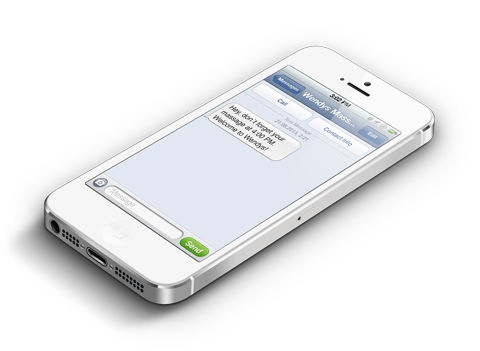 3:02 PM
Messages
Wendys Mass...
Edit
Call
Contact Info
Text Message
Hey, don't forget your
massage at 4:00 PM.
Welcome to Wendys!
Message
Send